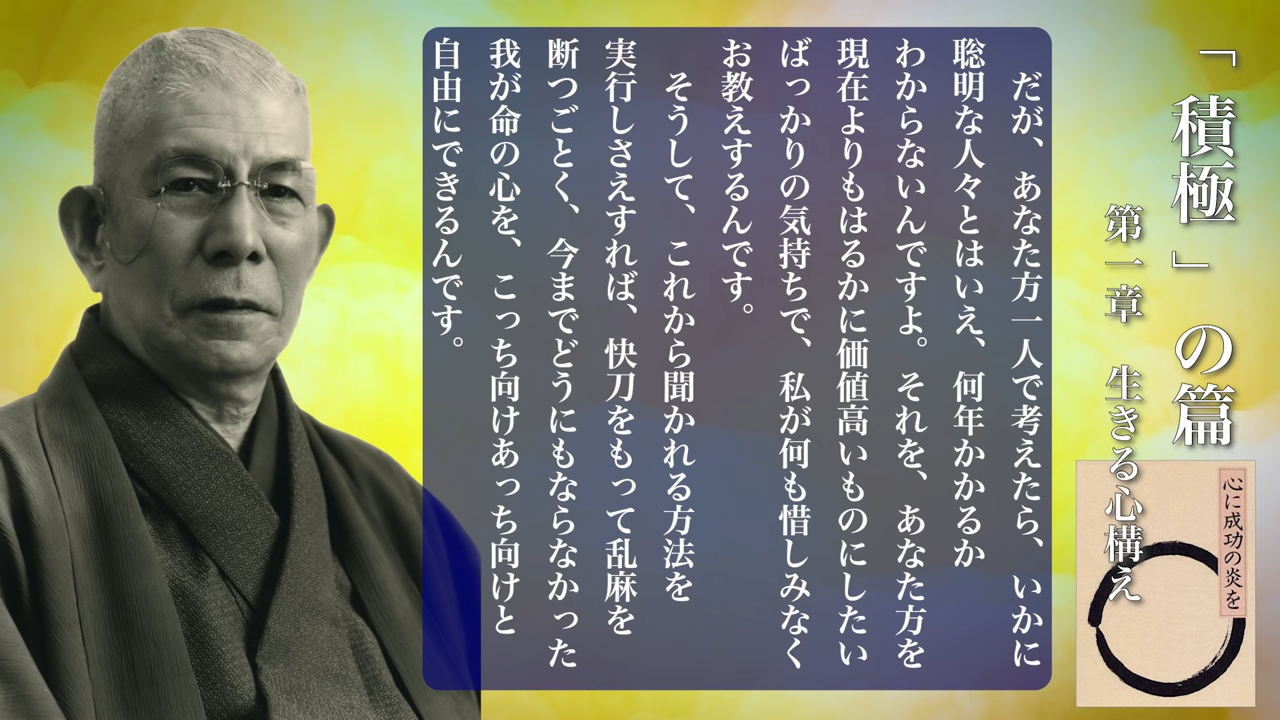 「積極」の篇
第一章　生きる心構え
心に成功の炎を
　だが、あなた方一人で考えたら、いかに
聡明な人々とはいえ、何年かかるか
わからないんですよ。それを、あなた方を
現在よりもはるかに価値高いものにしたい
ばっかりの気持ちで、私が何も惜しみなく
お教えするんです。
　そうして、これから聞かれる方法を
実行しさえすれば、快刀をもって乱麻を
断つごとく、今までどうにもならなかった
我が命の心を、こっち向けあっち向けと
自由にできるんです。